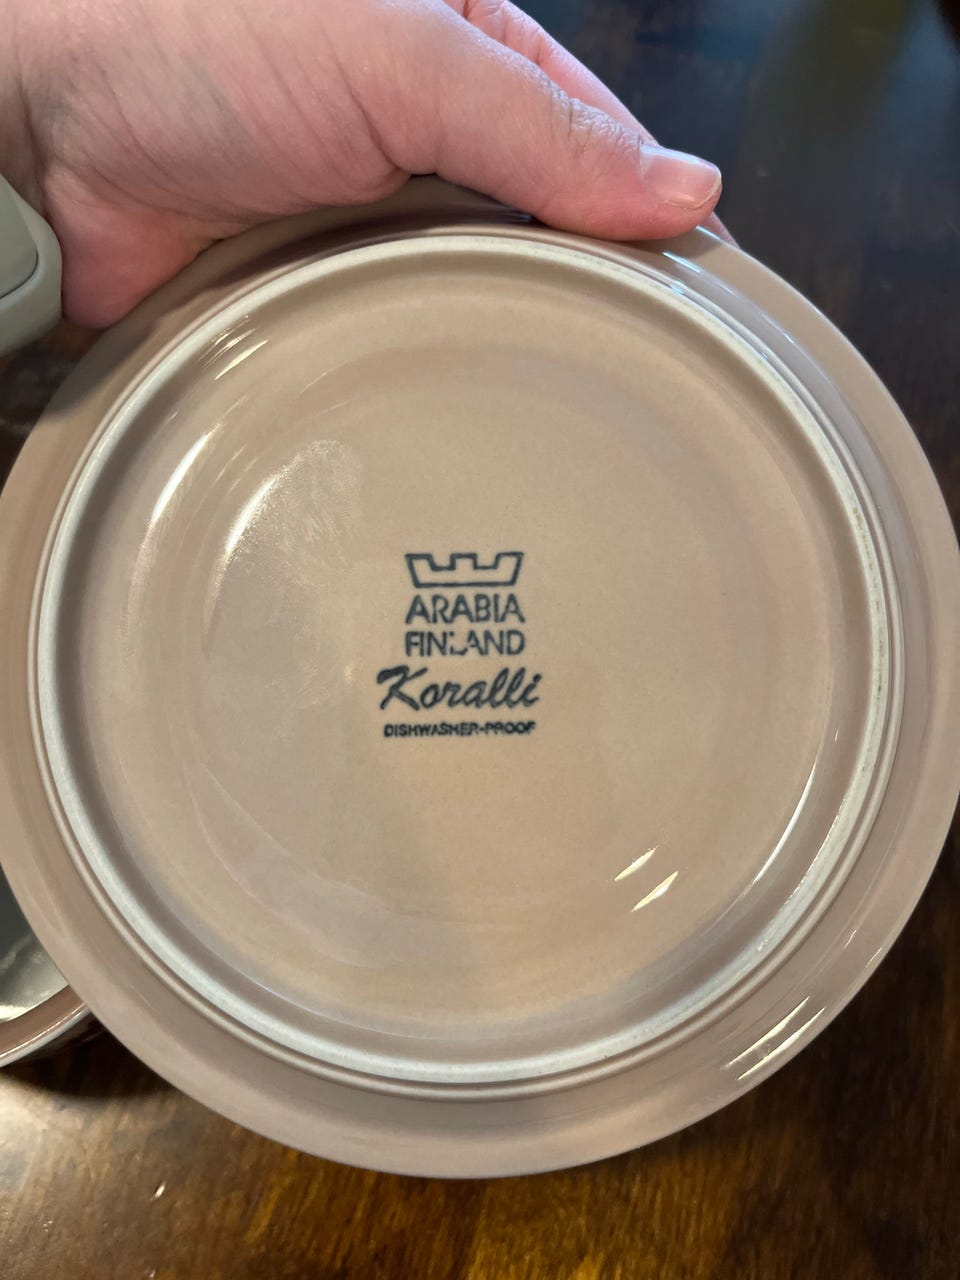 ARABIA
FINLAND
Koralli
DISHWASHER-PROOF